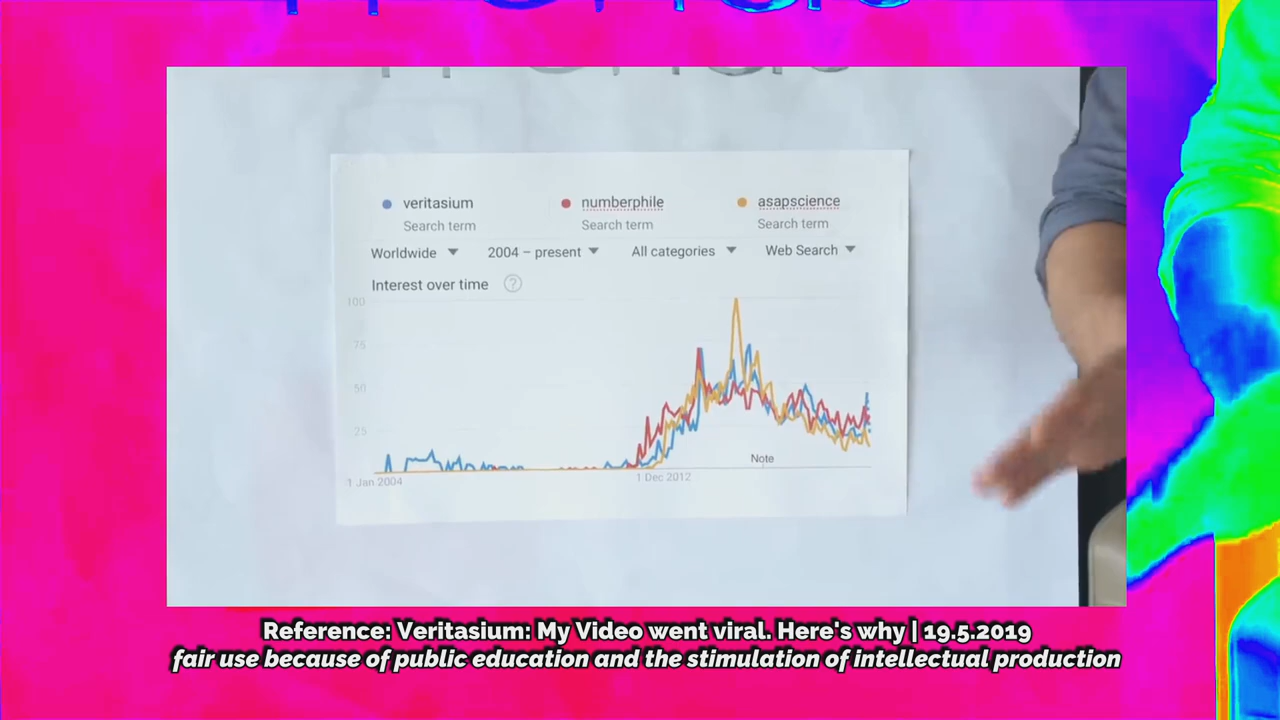 veritasium numberphile asapscience
Search term Search term Search term
Worldwide 2004 – present All categories Web Search
Interest over time ?
100
75
50
25
Note
1 Jan 2004 1 Dec 2012
Reference: Veritasium: My Video went viral. Here's why | 19.5.2019
fair use because of public education and the stimulation of intellectual production